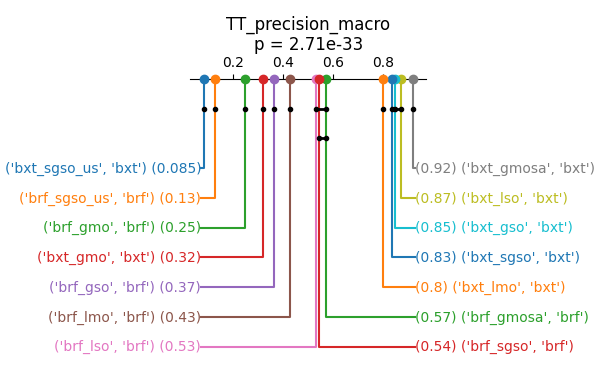 TT_precision_macro
p = 2.71e-33
0.2 0.4 0.6 0.8
('bxt_sgso_us', 'bxt') (0.085) (0.92) ('bxt_gmosa', 'bxt')
('brf_sgso_us', 'brf') (0.13) (0.87) ('bxt_lso', 'bxt')
('brf_gmo', 'brf') (0.25) (0.85) ('bxt_gso', 'bxt')
('bxt_gmo', 'bxt') (0.32) (0.83) ('bxt_sgso', 'bxt')
('brf_gso', 'brf') (0.37) (0.8) ('bxt_lmo', 'bxt')
('brf_lmo', 'brf') (0.43) (0.57) ('brf_gmosa', 'brf')
('brf_lso', 'brf') (0.53) (0.54) ('brf_sgso', 'brf')